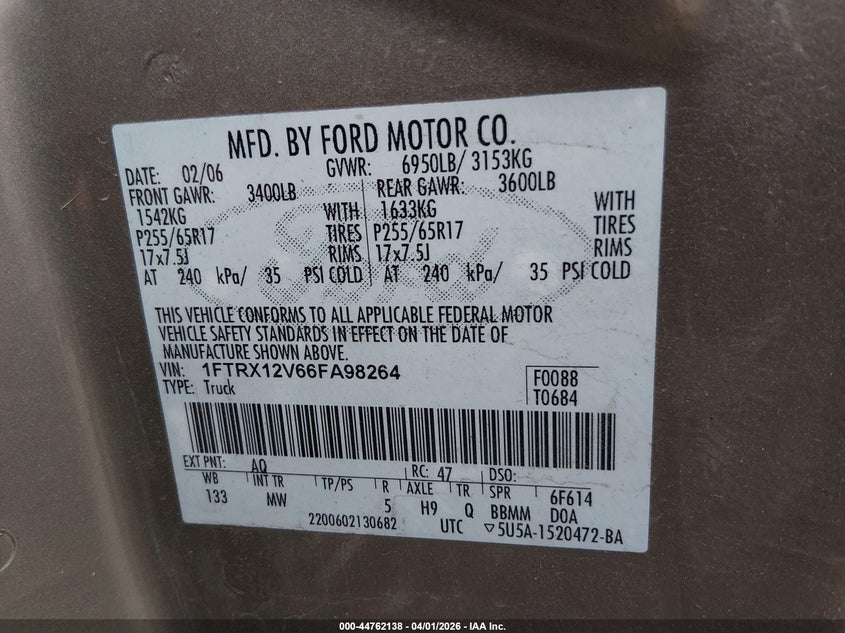 MFD. BY FORD MOTOR CO.
DATE: 02/06 GVWR: 6950LB/ 3153KG
FRONT GAWR: 3400LB REAR GAWR: 3600LB
1542KG WITH 1633KG WITH
P255/65R17 TIRES P255/65R17 TIRES
17x7.5J RIMS 17x7.5J RIMS
AT 240 kPa/ 35 PSI COLD AT 240 kPa/ 35 PSI COLD
THIS VEHICLE CONFORMS TO ALL APPLICABLE FEDERAL MOTOR
VEHICLE SAFETY STANDARDS IN EFFECT ON THE DATE OF
MANUFACTURE SHOWN ABOVE.
VIN: 1FTRX12V66FA98264 F0088
TYPE: Truck T0684
EXT PNT: AQ RC: 47 DSO:
WB INT TR TP/PS R AXLE TR SPR 6F614
133 MW 5 H9 Q BBMM DOA
2200602130682 UTC ▽5U5A-1520472-BA
Ford
000-44762138 - 04/01/2026 - IAA Inc.